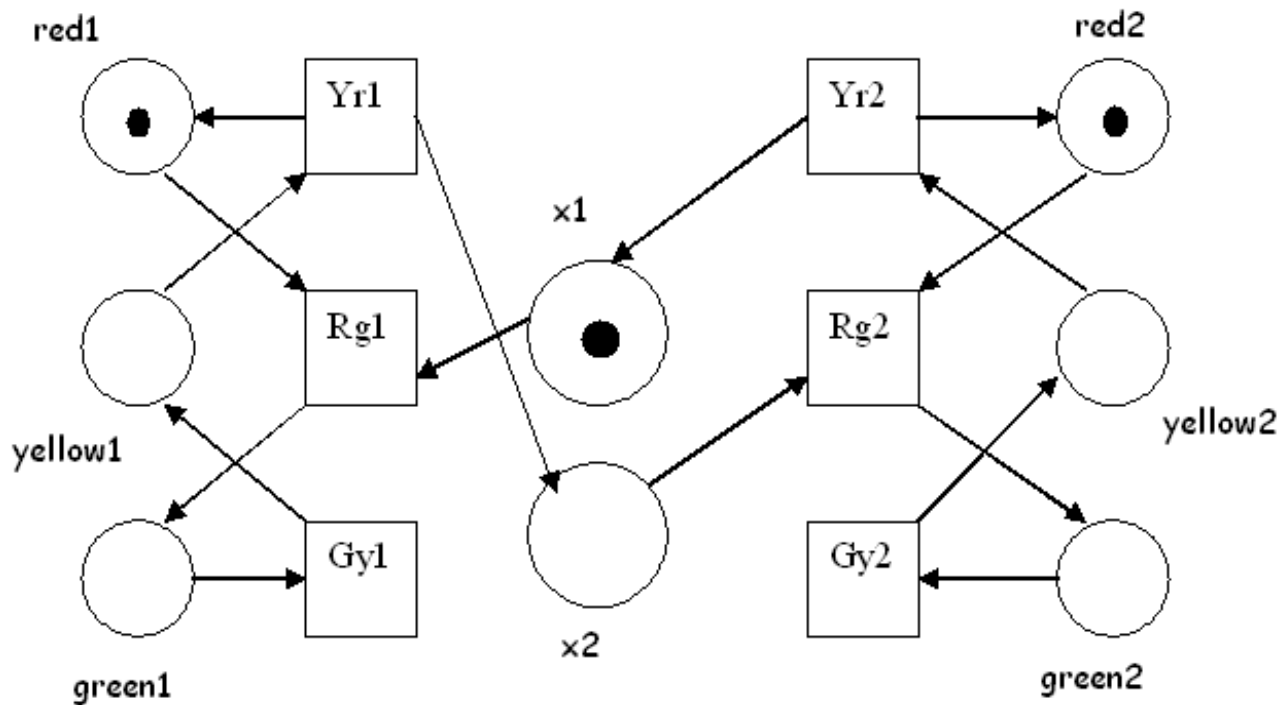 red1
red2
Yr1
Yr2
x1
Rg1
Rg2
yellow1
yellow2
Gy1
Gy2
x2
green1
green2